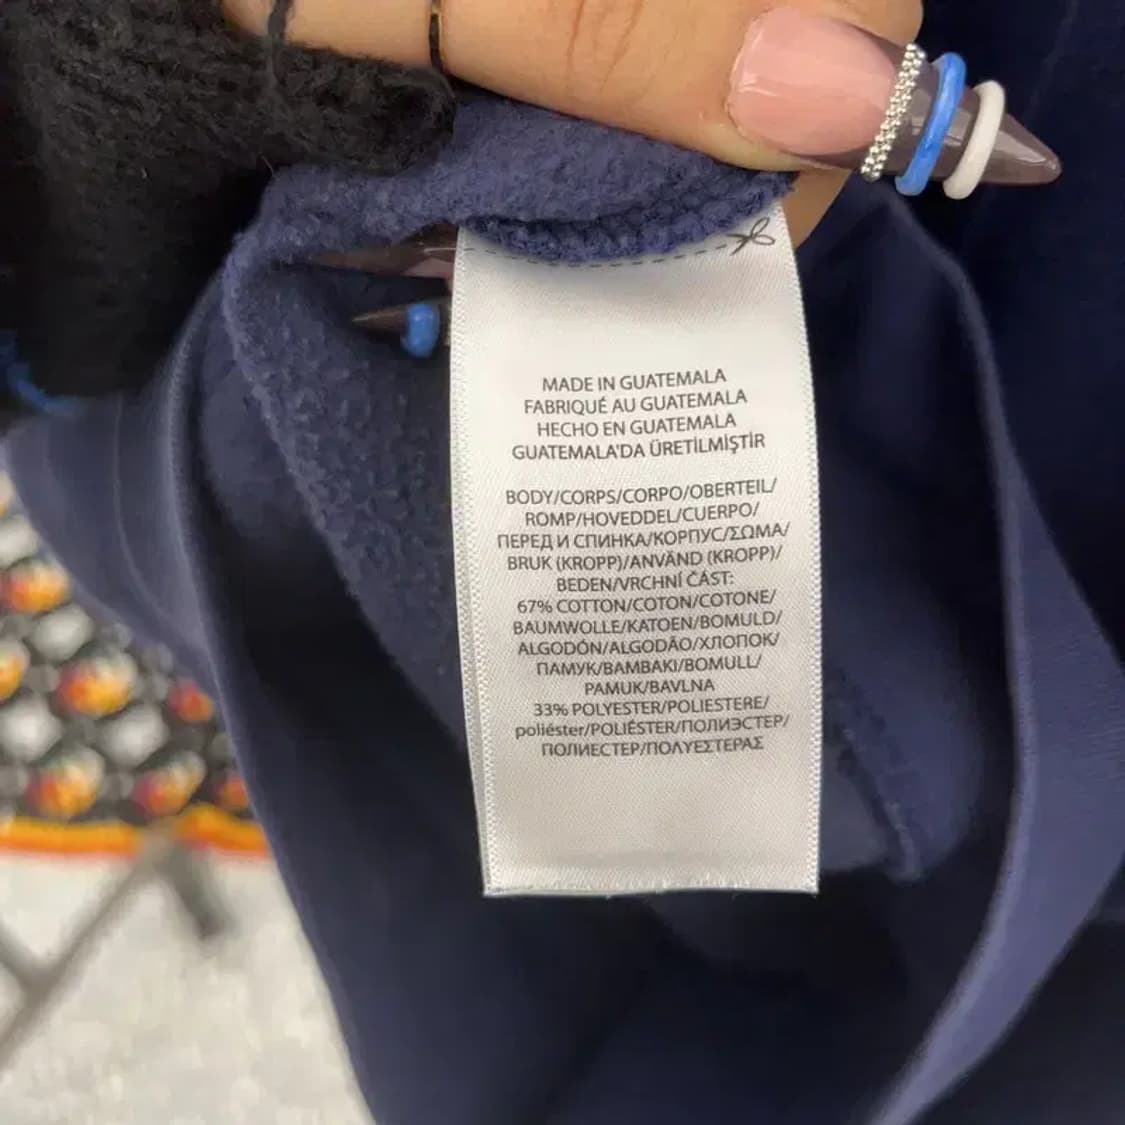 MADE IN GUATEMALA
FABRIQUÉ AU GUATEMALA
HECHO EN GUATEMALA
GUATEMALA'DA ÜRETİLMİŞTİR
BODY/CORPS/CORPO/OBERTEIL/
ROMP/HOVEDDEL/CUERPO/
ПЕРЕД И СПИНКА/КОРПУС/ΣΩΜΑ/
BRUK (KROPP)/ANVÄND (KROPP)/
BEDEN/VRCHNÍ ČÁST:
67% COTTON/COTON/COTONE/
BAUMWOLLE/KATOEN/BOMULD/
ALGODÓN/ALGODÃO/ХЛОПОК/
ПАМУК/ΒΑΜΒΑΚΙ/BOMULL/
PAMUK/BAVLNA
33% POLYESTER/POLIESTERE/
poliéster/POLIÉSTER/ПОЛИЭСТЕР/
ПОЛИЕСТЕР/ΠΟΛΥΕΣΤΕΡΑΣ